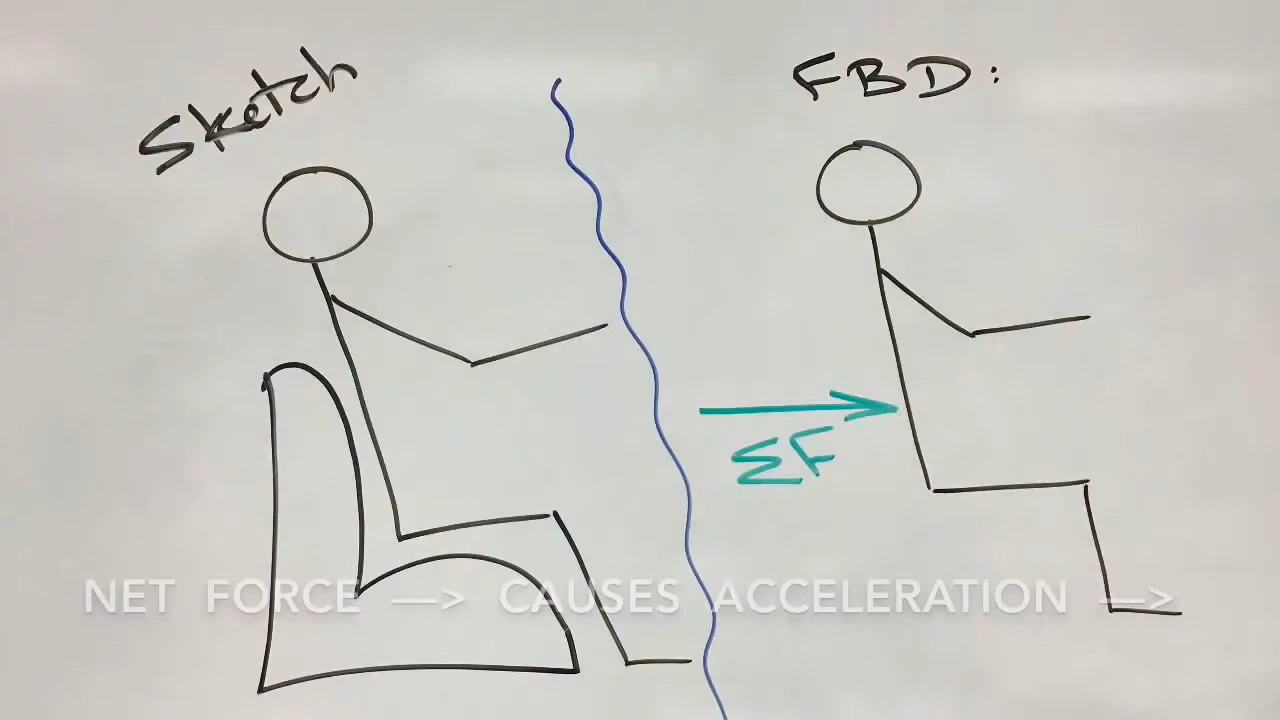 Sketch
FBD:
ΣF
NET FORCE —> CAUSES ACCELERATION —>